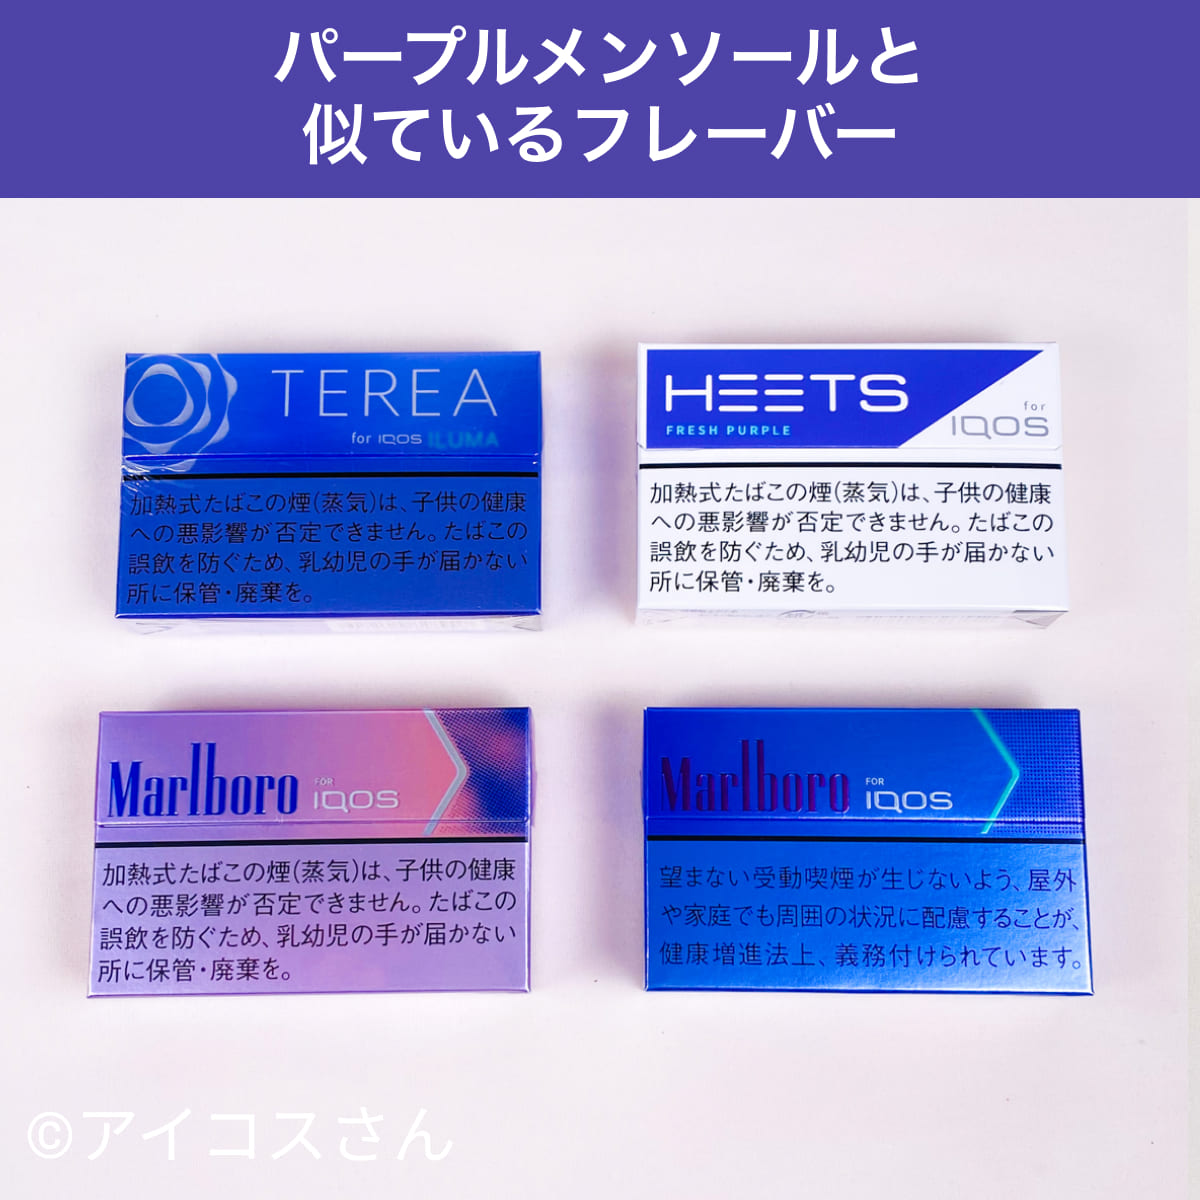 パープルメンソールと
似ているフレーバー
TEREA
for IQOS ILUMA
加熱式たばこの煙(蒸気)は、子供の健康
への悪影響が否定できません。たばこの
誤飲を防ぐため、乳幼児の手が届かない
所に保管・廃棄を。
HEETS
FRESH PURPLE
for
IQOS
加熱式たばこの煙(蒸気)は、子供の健康
への悪影響が否定できません。たばこの
誤飲を防ぐため、乳幼児の手が届かない
所に保管・廃棄を。
Marlboro FOR IQOS
加熱式たばこの煙(蒸気)は、子供の健康
への悪影響が否定できません。たばこの
誤飲を防ぐため、乳幼児の手が届かない
所に保管・廃棄を。
Marlboro FOR IQOS
望まない受動喫煙が生じないよう、屋外
や家庭でも周囲の状況に配慮することが、
健康増進法上、義務付けられています。
©アイコスさん